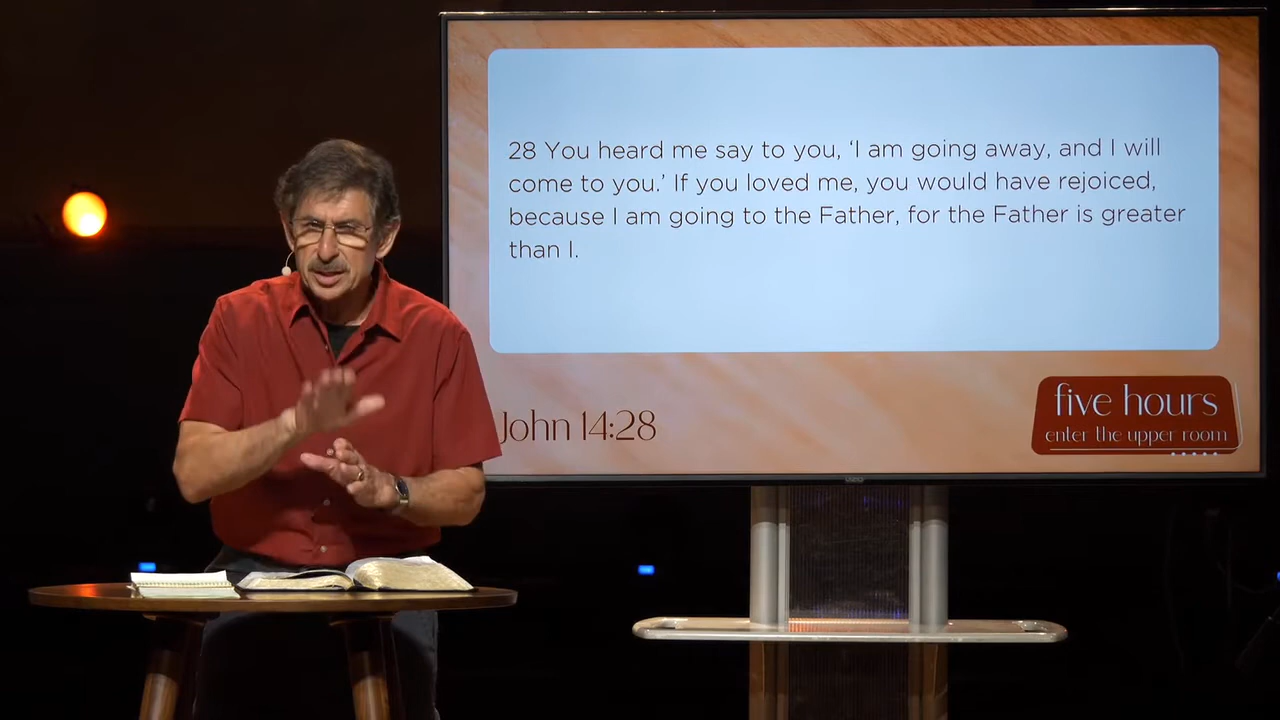 28 You heard me say to you, ‘I am going away, and I will
come to you.’ If you loved me, you would have rejoiced,
because I am going to the Father, for the Father is greater
than I.
John 14:28
five hours
enter the upper room